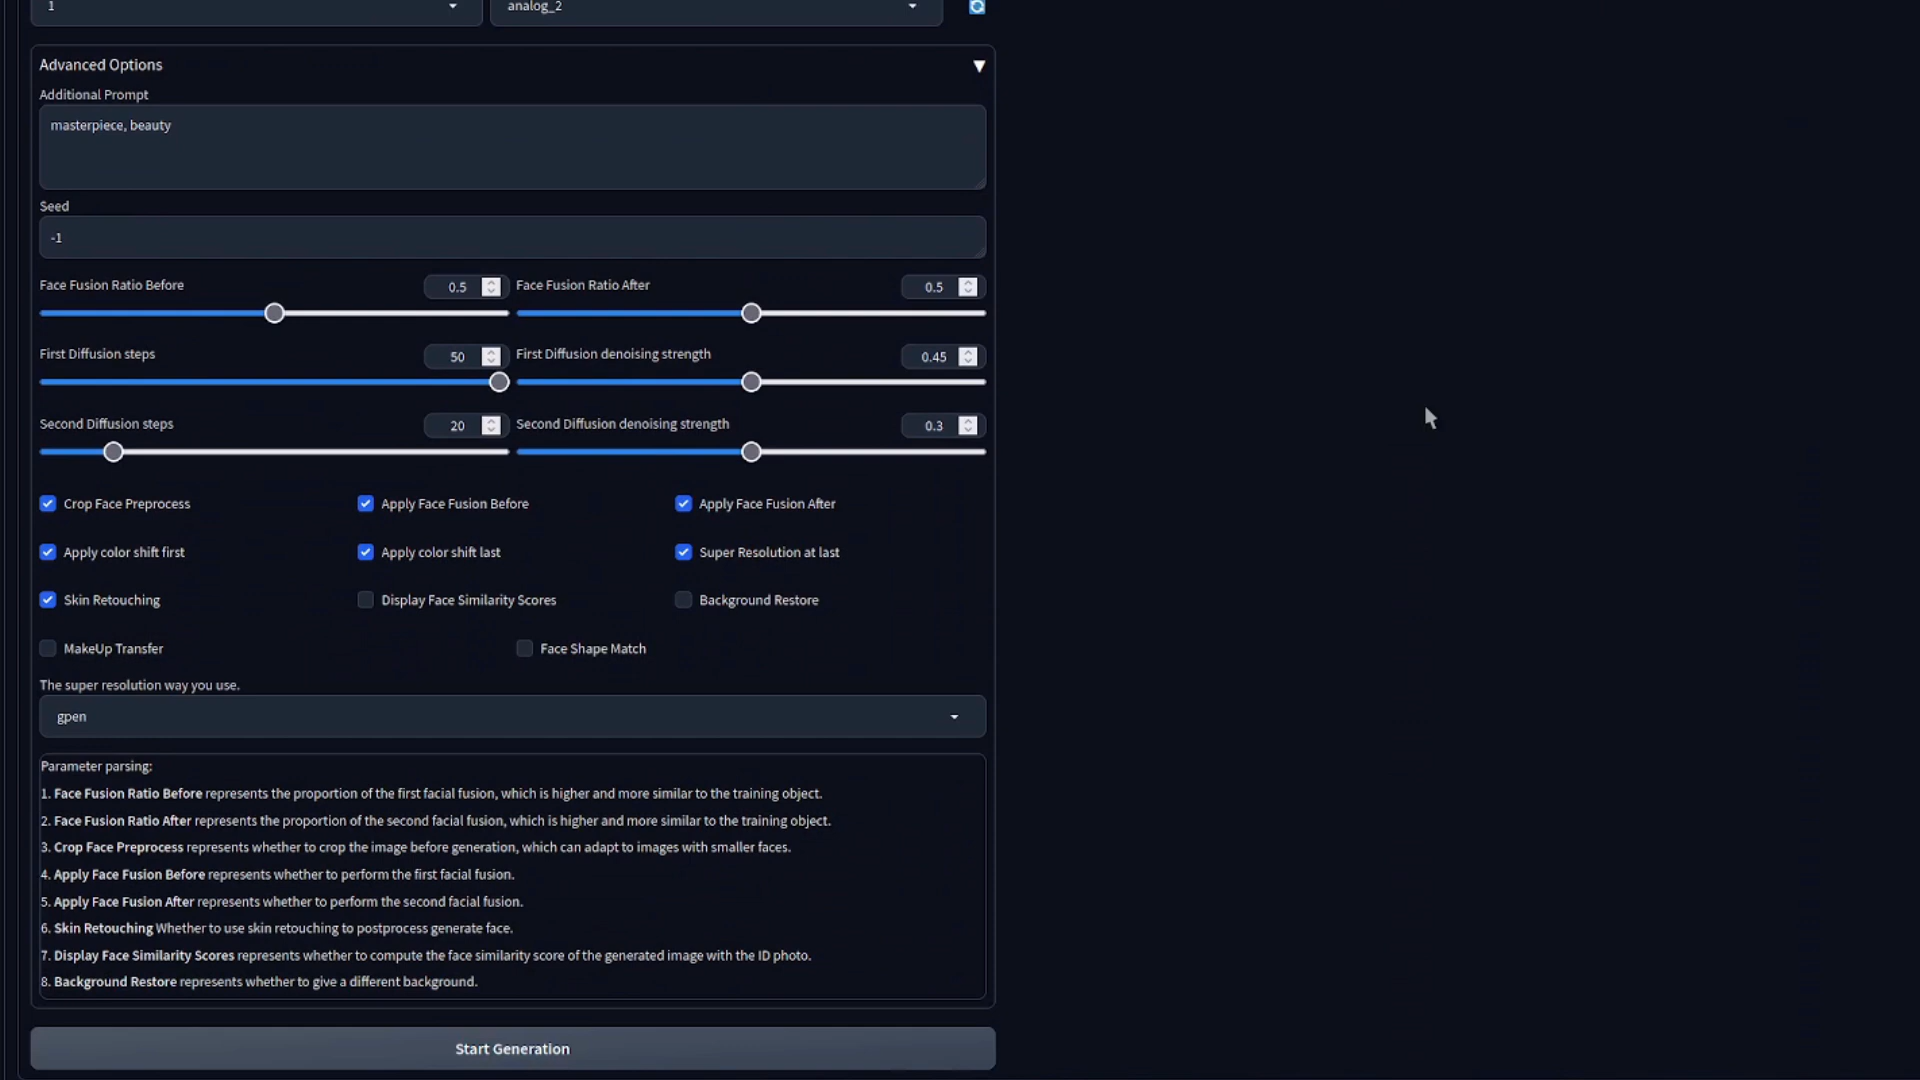 1
analog_2
Advanced Options
Additional Prompt
masterpiece, beauty
Seed
-1
Face Fusion Ratio Before 0.5 Face Fusion Ratio After 0.5
First Diffusion steps 50 First Diffusion denoising strength 0.45
Second Diffusion steps 20 Second Diffusion denoising strength 0.3
Crop Face Preprocess Apply Face Fusion Before Apply Face Fusion After
Apply color shift first Apply color shift last Super Resolution at last
Skin Retouching Display Face Similarity Scores Background Restore
MakeUp Transfer Face Shape Match
The super resolution way you use.
gpen
Parameter parsing:
1. Face Fusion Ratio Before represents the proportion of the first facial fusion, which is higher and more similar to the training object.
2. Face Fusion Ratio After represents the proportion of the second facial fusion, which is higher and more similar to the training object.
3. Crop Face Preprocess represents whether to crop the image before generation, which can adapt to images with smaller faces.
4. Apply Face Fusion Before represents whether to perform the first facial fusion.
5. Apply Face Fusion After represents whether to perform the second facial fusion.
6. Skin Retouching Whether to use skin retouching to postprocess generate face.
7. Display Face Similarity Scores represents whether to compute the face similarity score of the generated image with the ID photo.
8. Background Restore represents whether to give a different background.
Start Generation